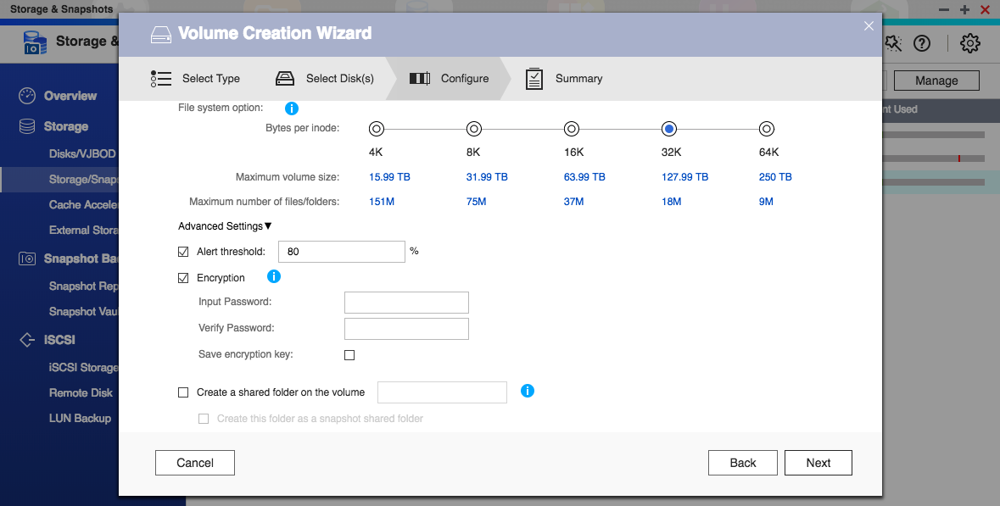 Storage & Snapshots
Storage &
Volume Creation Wizard
Select Type
Select Disk(s)
Configure
Summary
Manage
Overview
Storage
Disks/VJBOD
Storage/Snaps
Cache Acceler
External Stora
Snapshot Ba
Snapshot Rep
Snapshot Vau
iSCSI
iSCSI Storage
Remote Disk
LUN Backup
nt Used
File system option:
Bytes per inode:
4K 8K 16K 32K 64K
Maximum volume size: 15.99 TB 31.99 TB 63.99 TB 127.99 TB 250 TB
Maximum number of files/folders: 151M 75M 37M 18M 9M
Advanced Settings▼
Alert threshold: 80 %
Encryption
Input Password:
Verify Password:
Save encryption key:
Create a shared folder on the volume
Create this folder as a snapshot shared folder
Cancel
Back
Next